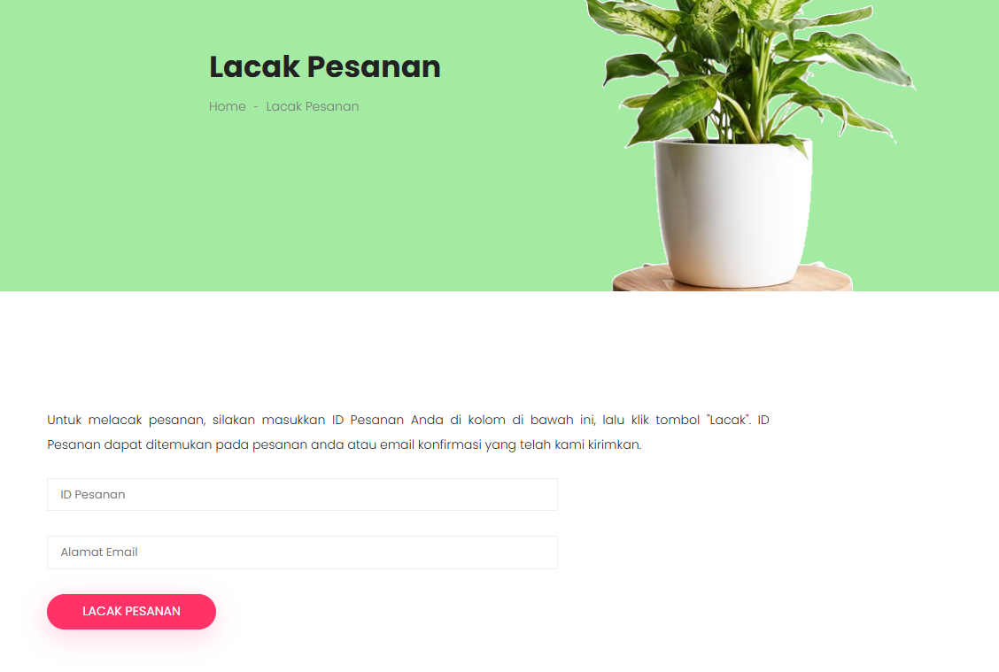 Lacak Pesanan
Home - Lacak Pesanan
Untuk melacak pesanan, silakan masukkan ID Pesanan Anda di kolom di bawah ini, lalu klik tombol "Lacak". ID
Pesanan dapat ditemukan pada pesanan anda atau email konfirmasi yang telah kami kirimkan.
ID Pesanan
Alamat Email
LACAK PESANAN